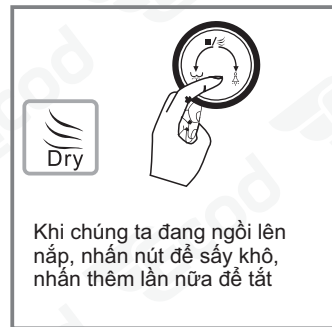 Dry
Khi chúng ta đang ngồi lên
nắp, nhấn nút để sấy khô,
nhấn thêm lần nữa để tắt